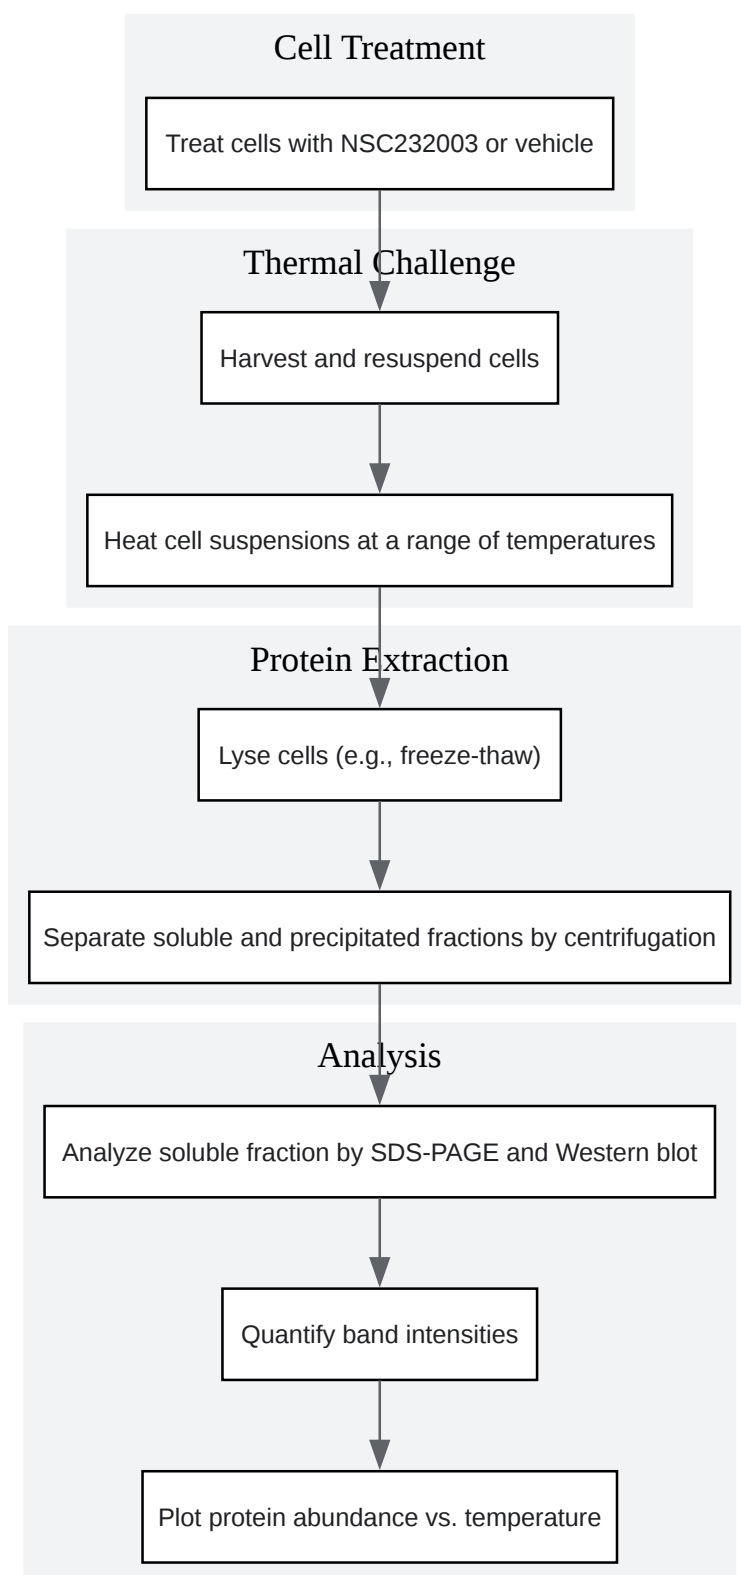 Cell Treatment
Treat cells with NSC232003 or vehicle
Thermal Challenge
Harvest and resuspend cells
Heat cell suspensions at a range of temperatures
Protein Extraction
Lyse cells (e.g., freeze-thaw)
Separate soluble and precipitated fractions by centrifugation
Analysis
Analyze soluble fraction by SDS-PAGE and Western blot
Quantify band intensities
Plot protein abundance vs. temperature